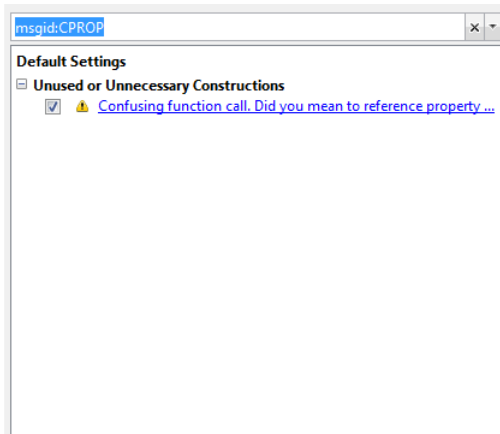 msgid:CPROP
Default Settings
Unused or Unnecessary Constructions
Confusing function call. Did you mean to reference property ...